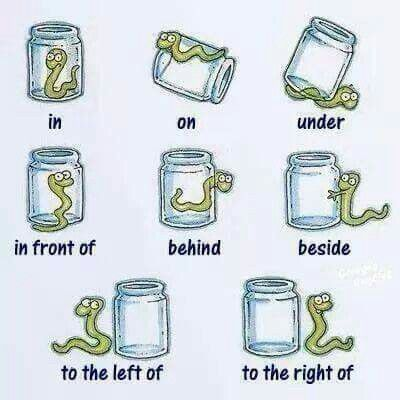 in
on
under
in front of
behind
beside
to the left of
to the right of